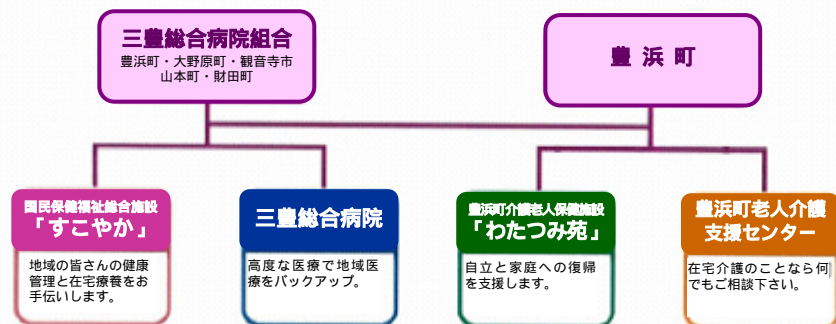 三豊総合病院組合
豊浜町・大野原町・観音寺市
山本町・財田町
豊浜町
国民保健福祉総合施設
「すこやか」
地域の皆さんの健康
管理と在宅療養をお
手伝いします。
三豊総合病院
高度な医療で地域医
療をバックアップ。
豊浜町介護老人保健施設
「わたつみ苑」
自立と家庭への復帰
を支援します。
豊浜町老人介護
支援センター
在宅介護のことなら何
でもご相談下さい。